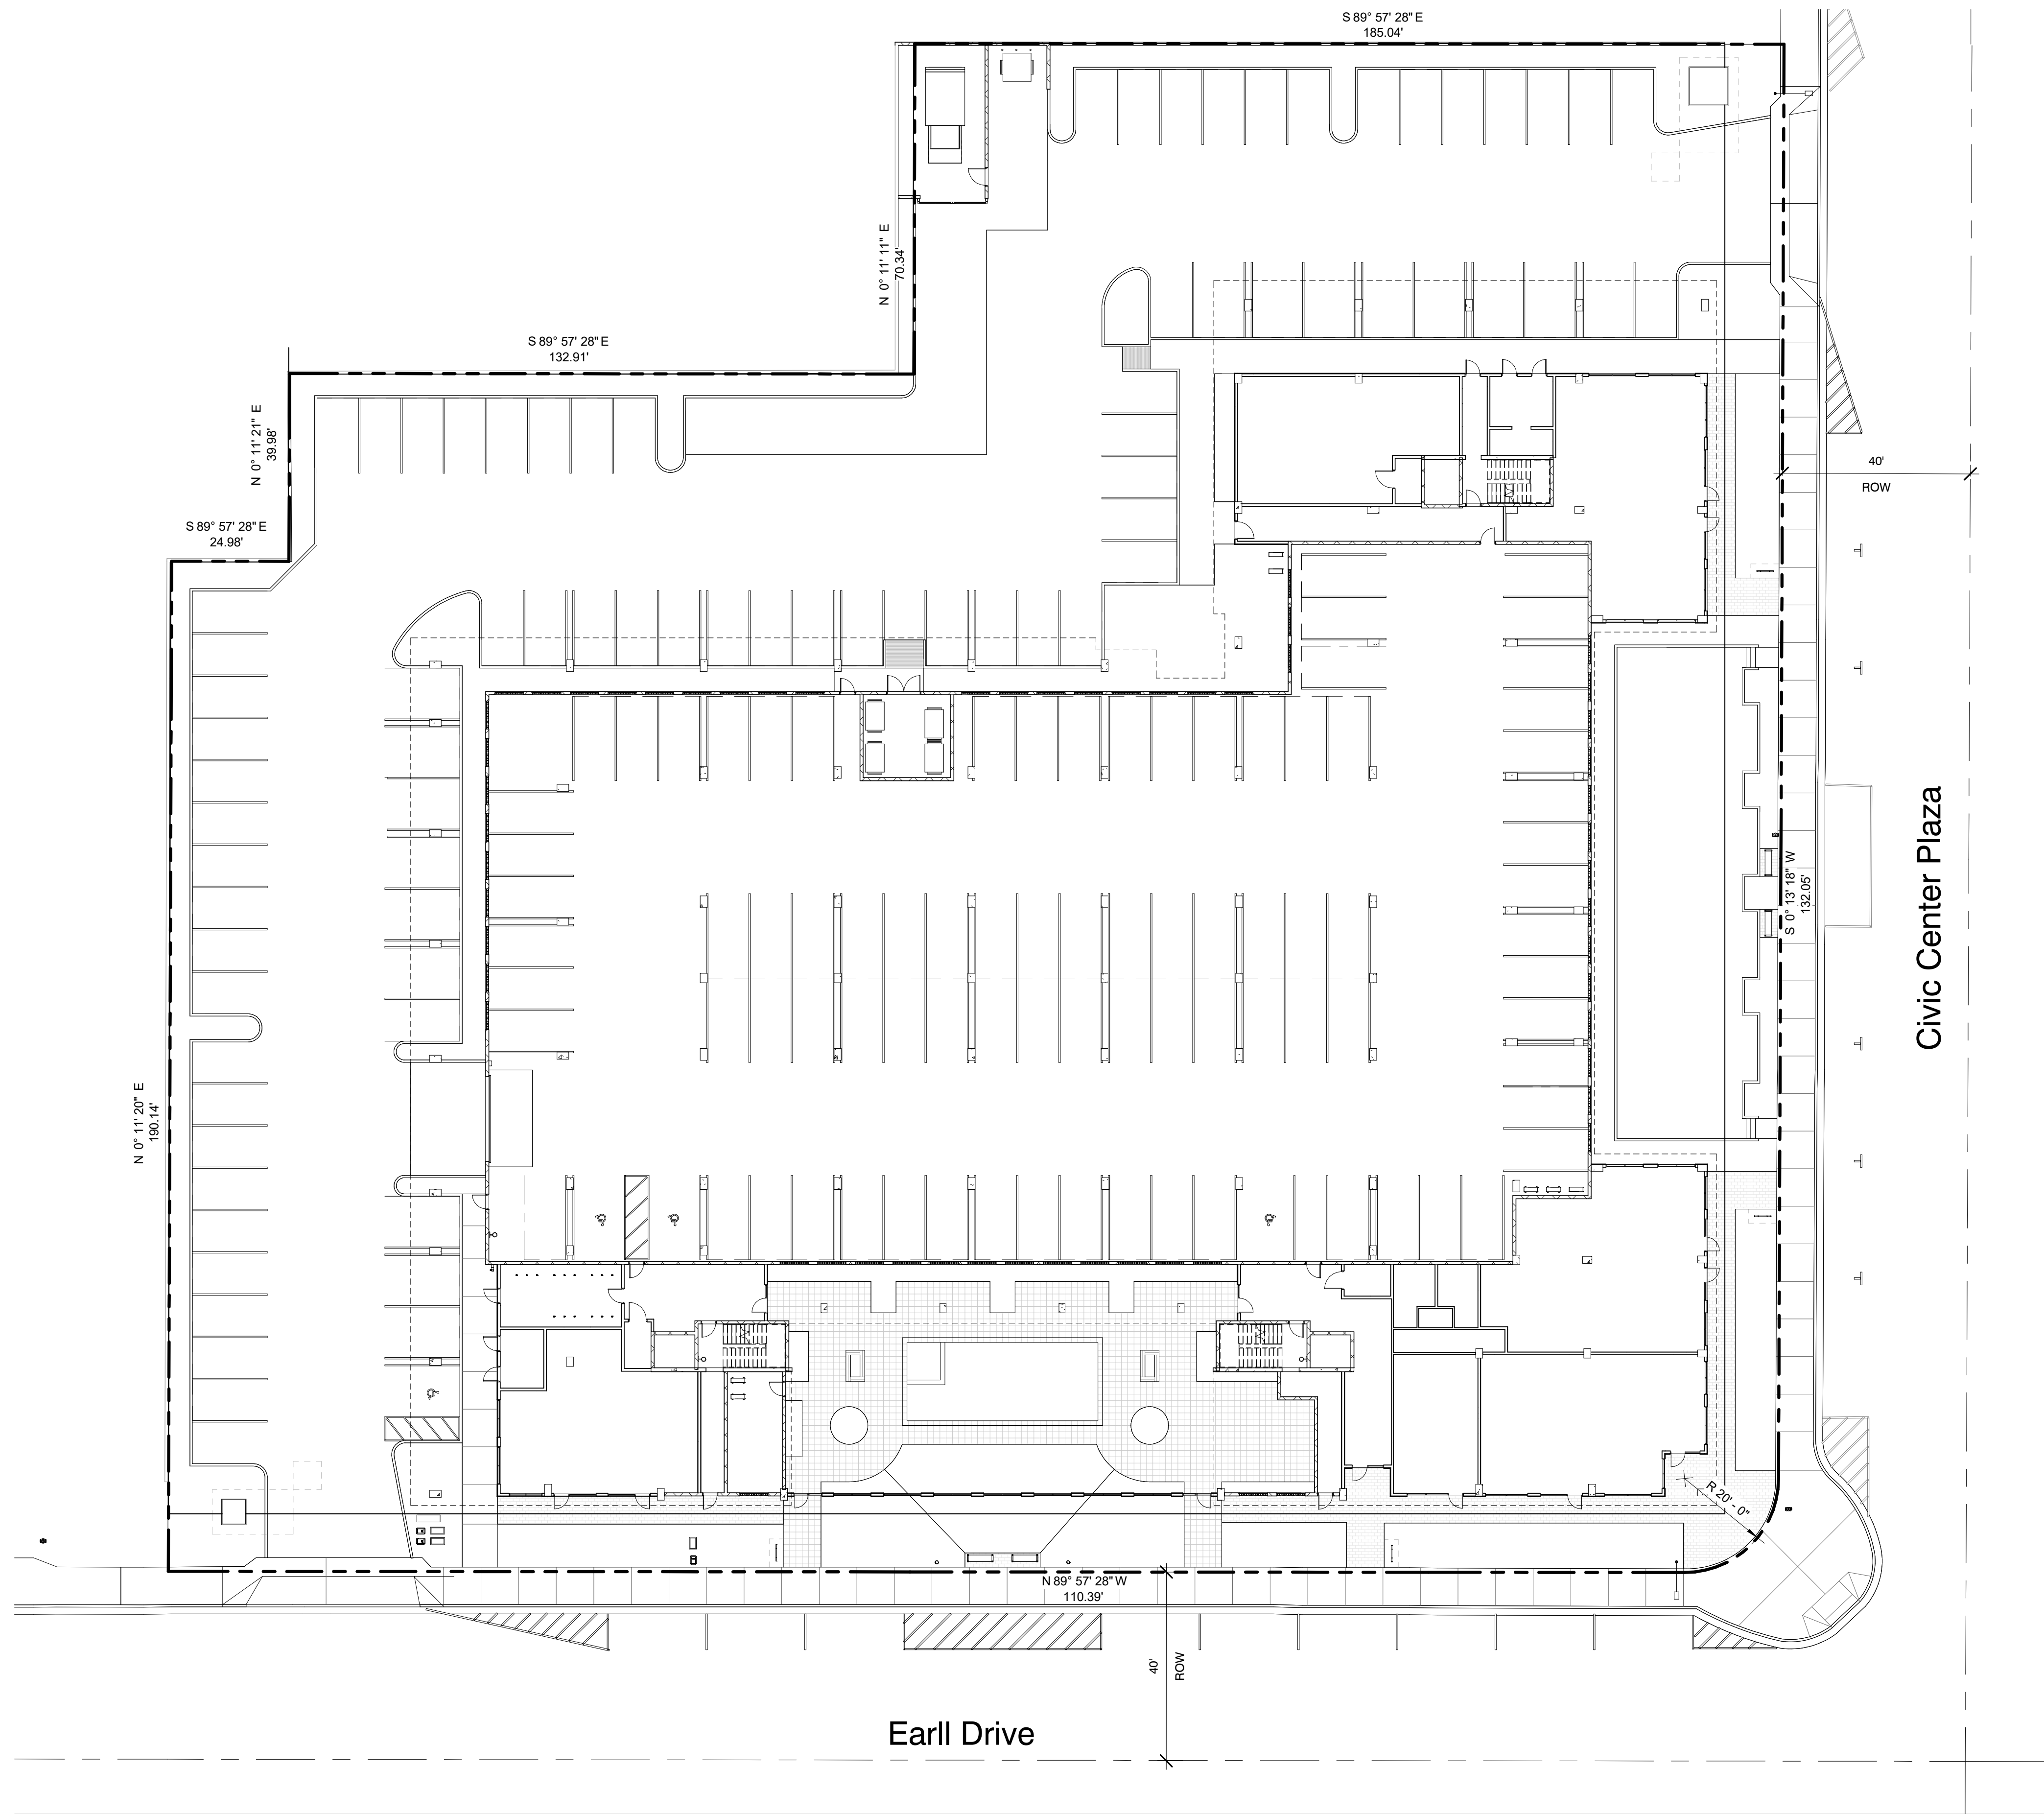 S 89° 57' 28" E
185.04'
N 0° 11' 11" E
70.34'
S 89° 57' 28" E
132.91'
N 0° 11' 21" E
39.98'
S 89° 57' 28" E
24.98'
40'
ROW
Civic Center Plaza
S 0° 13' 18" W
132.05'
N 0° 11' 20" E
190.14'
R 20' - 0"
N 89° 57' 28" W
110.39'
40'
ROW
Earll Drive